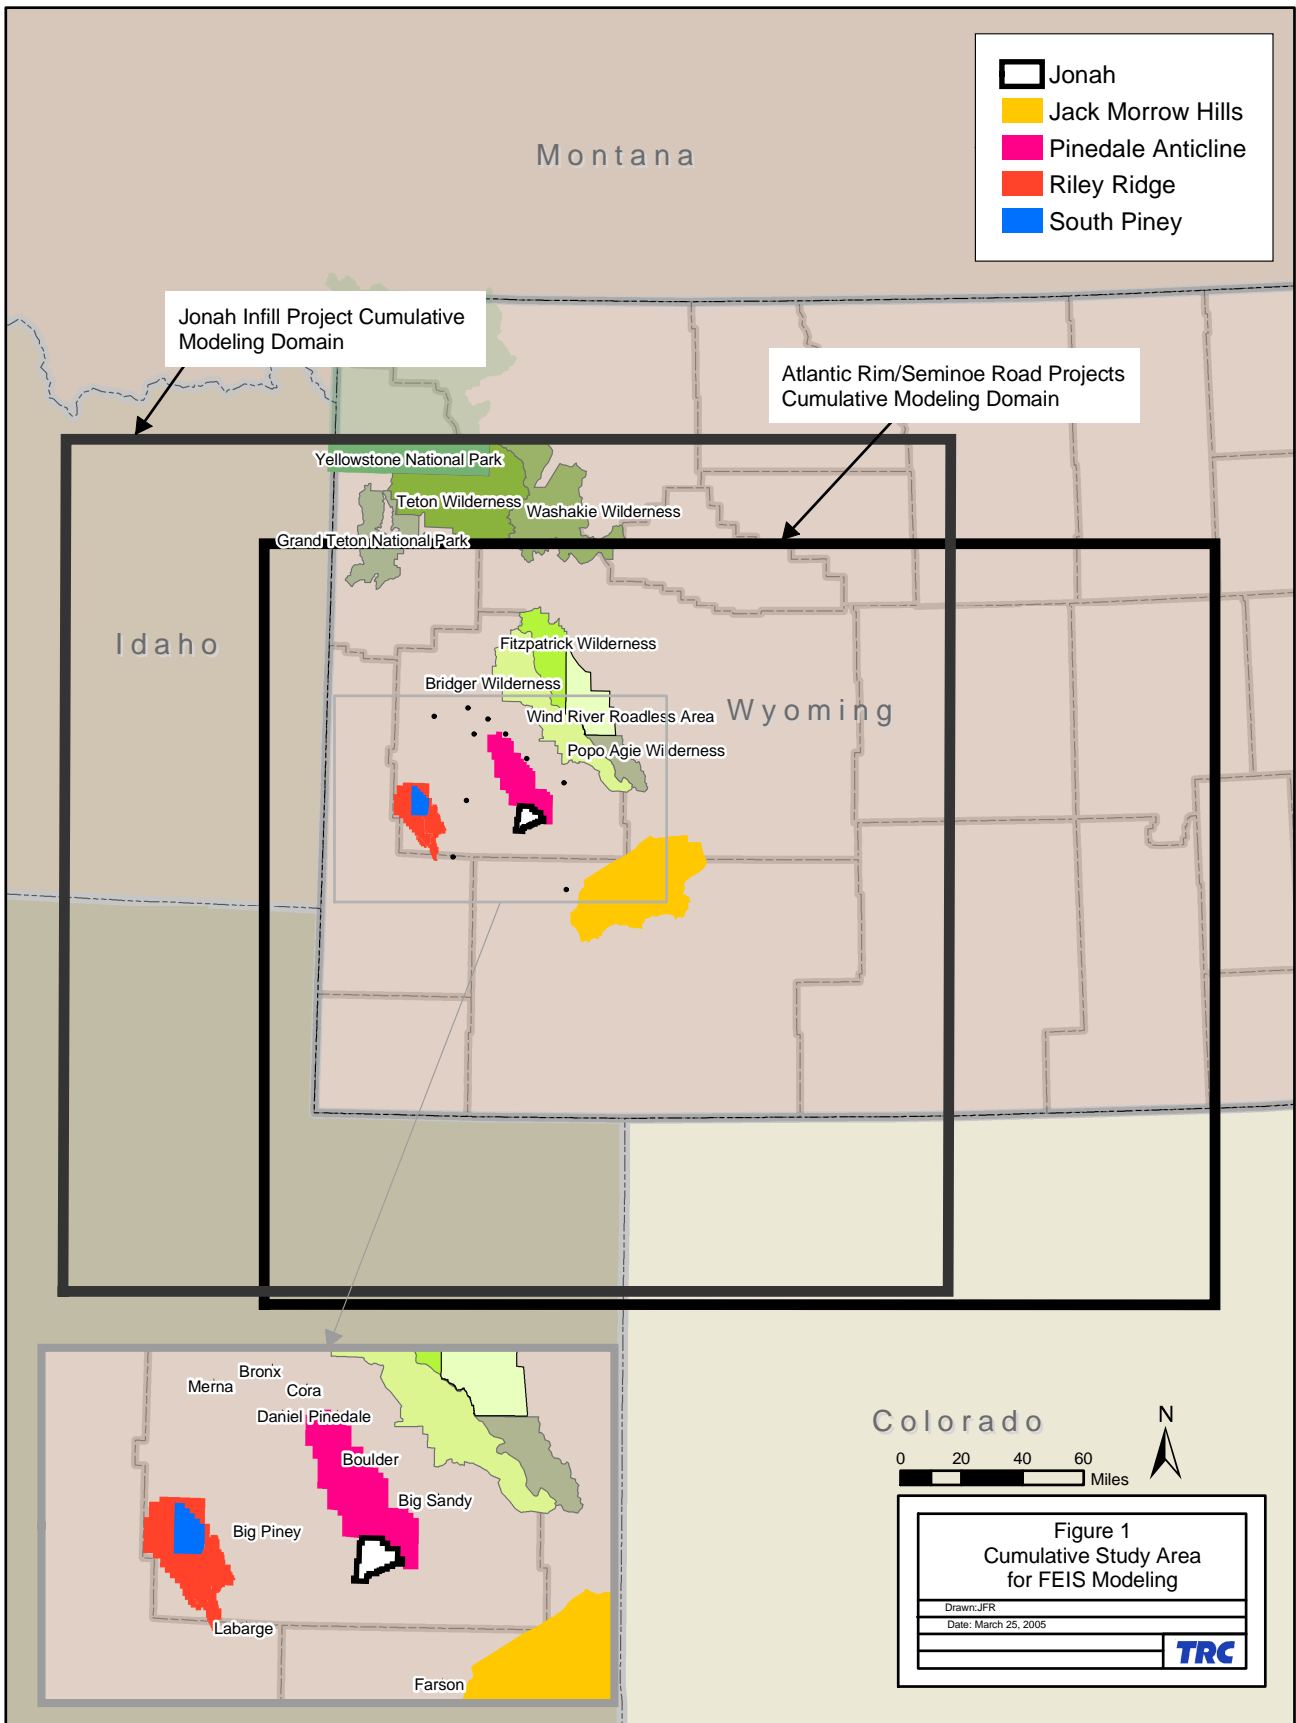 Jonah
Jack Morrow Hills
Pinedale Anticline
Riley Ridge
South Piney
Montana
Jonah Infill Project Cumulative
Modeling Domain
Atlantic Rim/Seminoe Road Projects
Cumulative Modeling Domain
Yellowstone National Park
Teton Wilderness
Washakie Wilderness
Grand Teton National Park
Idaho
Fitzpatrick Wilderness
Bridger Wilderness
Wind River Roadless Area
Wyoming
Popo Agie Wilderness
Bronx
Merna
Cora
Daniel Pinedale
Boulder
Big Sandy
Big Piney
Labarge
Farson
Colorado
N
0 20 40 60
Miles
Figure 1
Cumulative Study Area
for FEIS Modeling
Drawn:JFR
Date: March 25, 2005
TRC